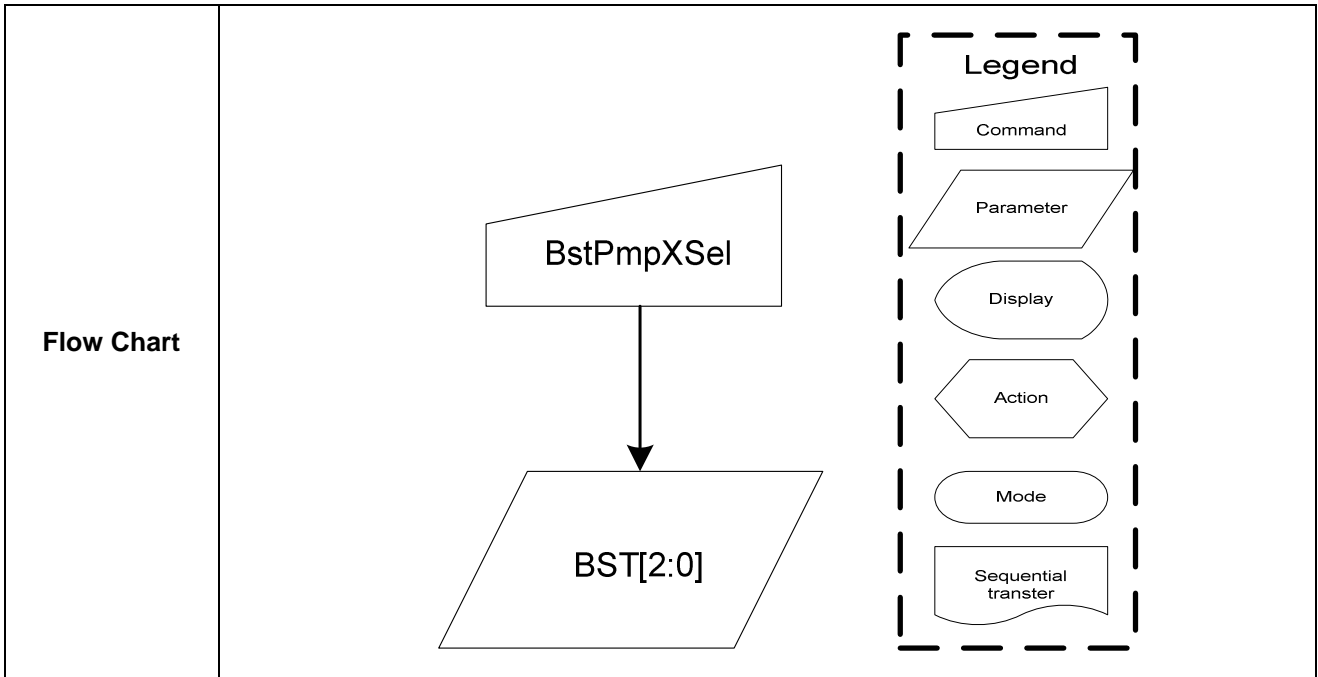 Flow Chart
BstPmpXSel
BST[2:0]
Legend
Command
Parameter
Display
Action
Mode
Sequential
transter